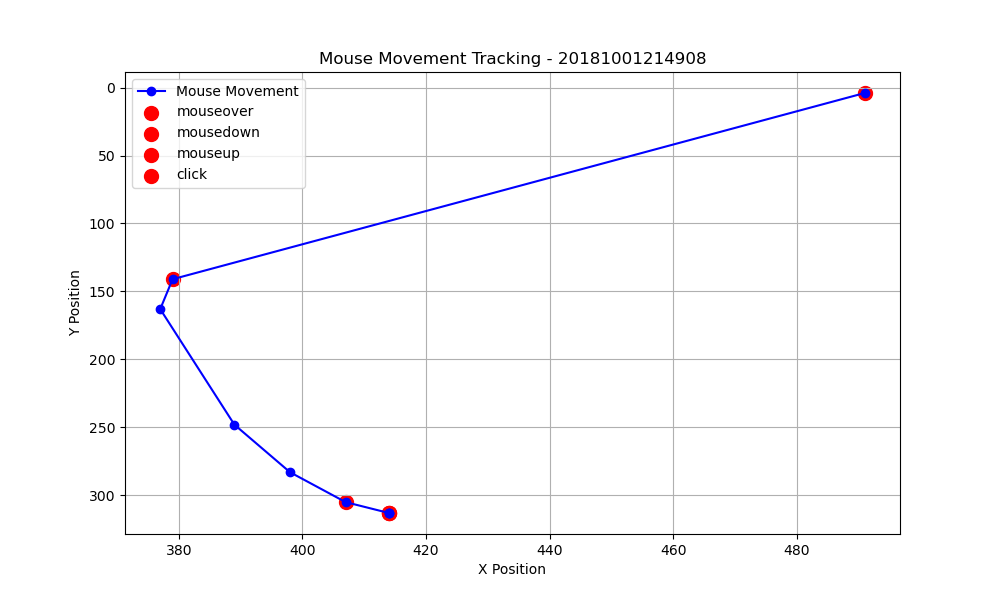 Mouse Movement Tracking - 20181001214908
Mouse Movement
mouseover
mousedown
mouseup
click
0
50
100
150
200
250
300
Y Position
380 400 420 440 460 480
X Position